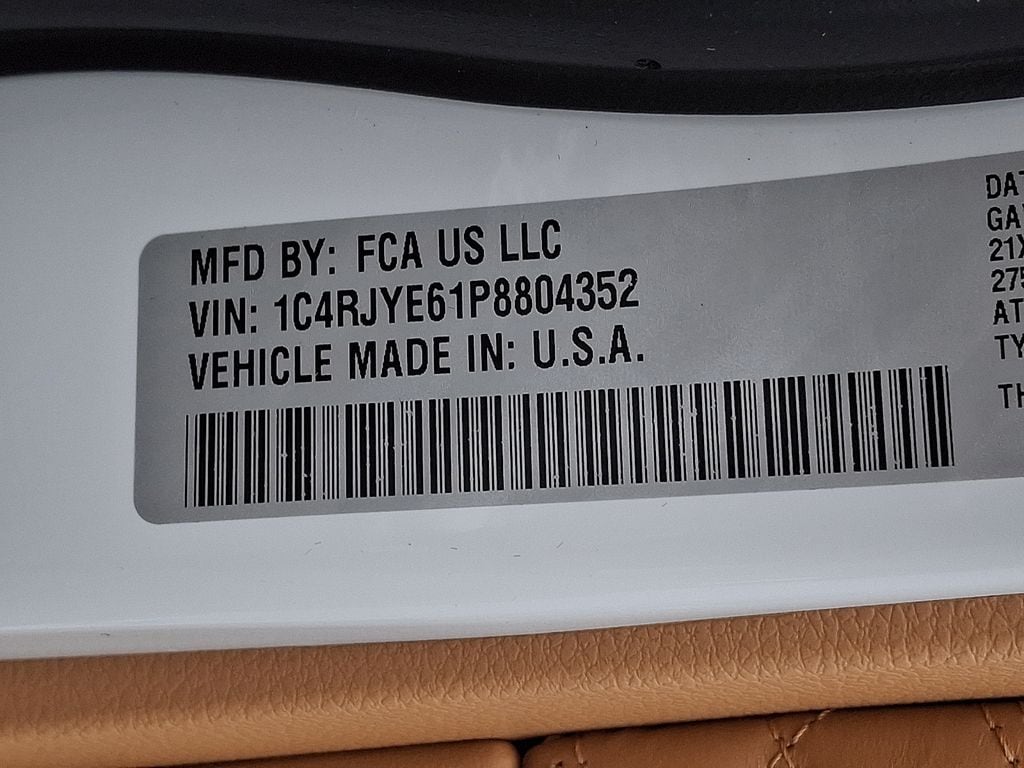 MFD BY: FCA US LLC
VIN: 1C4RJYE61P8804352
VEHICLE MADE IN: U.S.A.